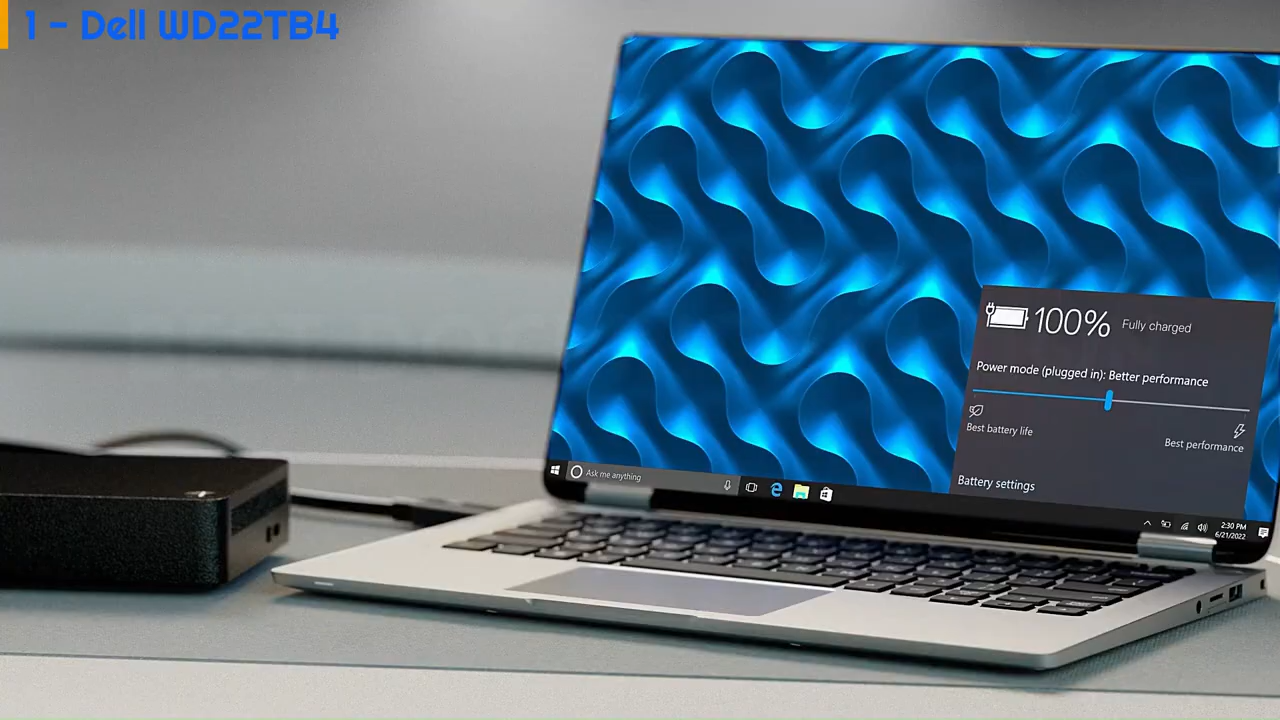 1 - Dell WD22TB4
100% Fully charged
Power mode (plugged in): Better performance
Best battery life
Best performance
Battery settings
Ask me anything
2:30 PM
6/21/2022